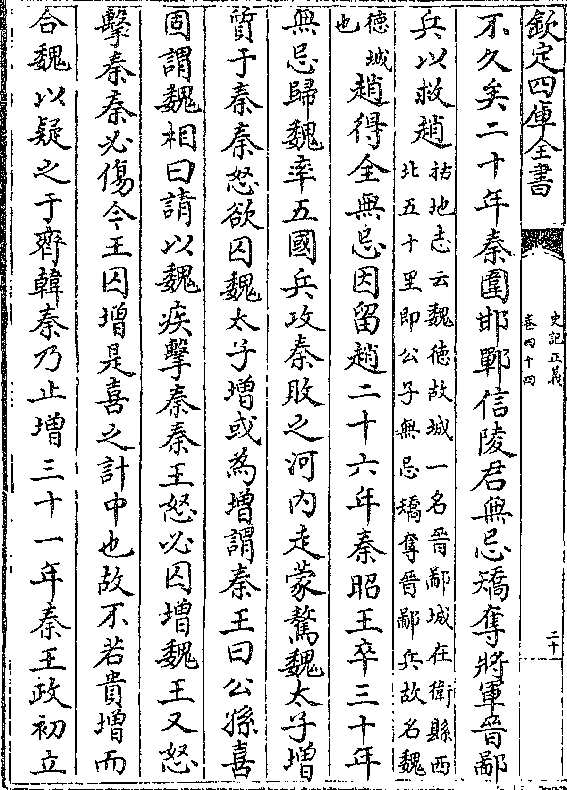 欽定四庫全書
史記正義
卷四十四
二十
不久矣二十年秦圍邯鄲信陵君無忌矯奪將軍晉鄙
兵以救趙
括地志云魏德故城一名晉鄙城在衛縣西
北五十里即公子無忌矯奪晉鄙兵故名魏
德城
也
趙得全無忌因留趙二十六年秦昭王卒三十年
無忌歸魏率五國兵攻秦敗之河内走蒙驁魏太子增
質于秦秦怒欲囚魏太子增或為增謂秦王曰公孫喜
固謂魏相曰請以魏疾擊秦秦王怒必囚增魏王又怒
擊秦秦必傷今王囚增是喜之計中也故不若貴增而
合魏以疑之于齊韓秦乃止增三十一年秦王政初立